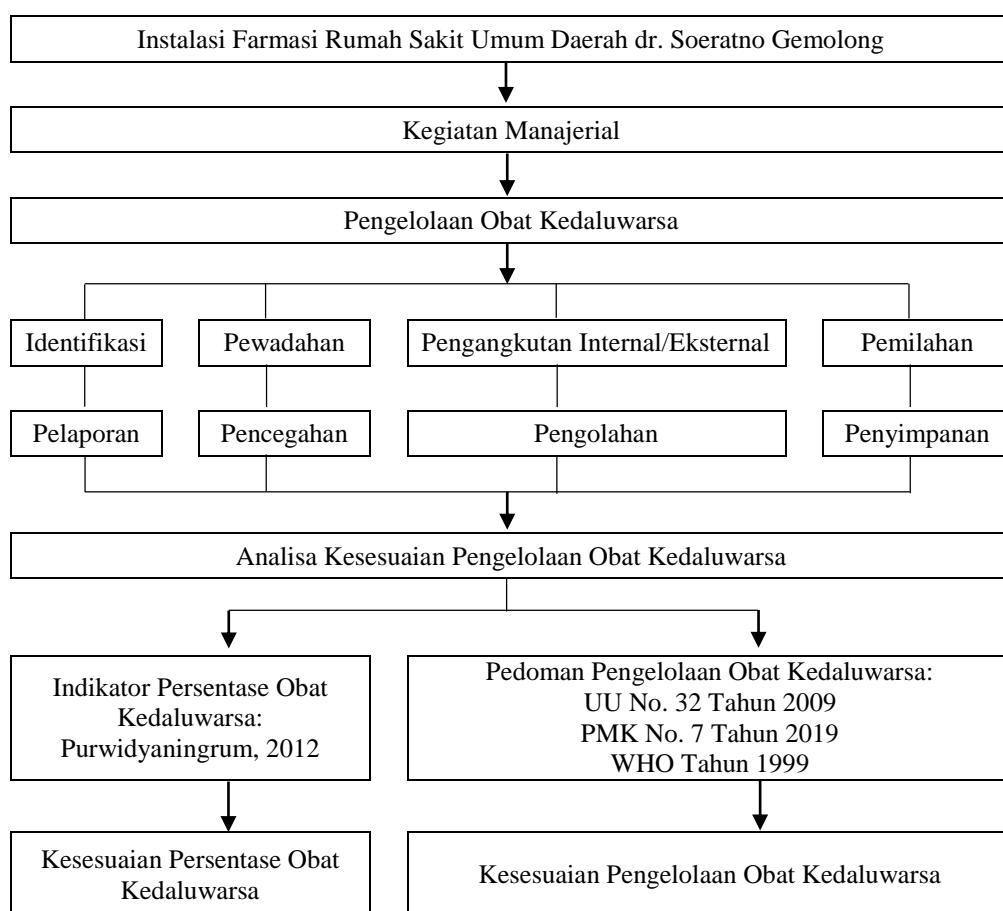 Instalasi Farmasi Rumah Sakit Umum Daerah dr. Soeratno Gemolong
Kegiatan Manajerial
Pengelolaan Obat Kedaluwarsa
Identifikasi
Pewadahan
Pengangkutan Internal/Eksternal
Pemilahan
Pelaporan
Pencegahan
Pengolahan
Penyimpanan
Analisa Kesesuaian Pengelolaan Obat Kedaluwarsa
Indikator Persentase Obat
Kedaluwarsa:
Purwidyaningrum, 2012
Pedoman Pengelolaan Obat Kedaluwarsa:
UU No. 32 Tahun 2009
PMK No. 7 Tahun 2019
WHO Tahun 1999
Kesesuaian Persentase Obat
Kedaluwarsa
Kesesuaian Pengelolaan Obat Kedaluwarsa